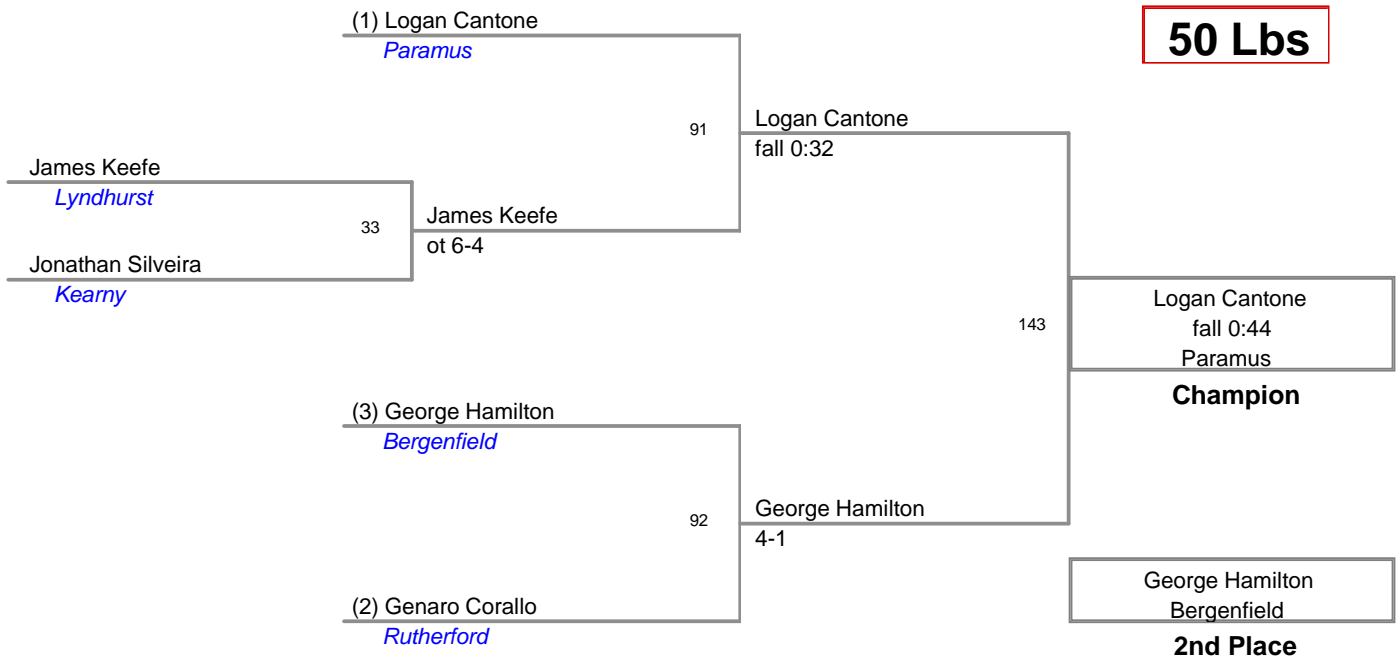 50 Lbs
(1) Logan Cantone
Paramus
91
Logan Cantone
fall 0:32
James Keefe
Lyndhurst
33
James Keefe
ot 6-4
Jonathan Silveira
Kearny
143
Logan Cantone
fall 0:44
Paramus
Champion
(3) George Hamilton
Bergenfield
92
George Hamilton
4-1
(2) Genaro Corallo
Rutherford
George Hamilton
Bergenfield
2nd Place